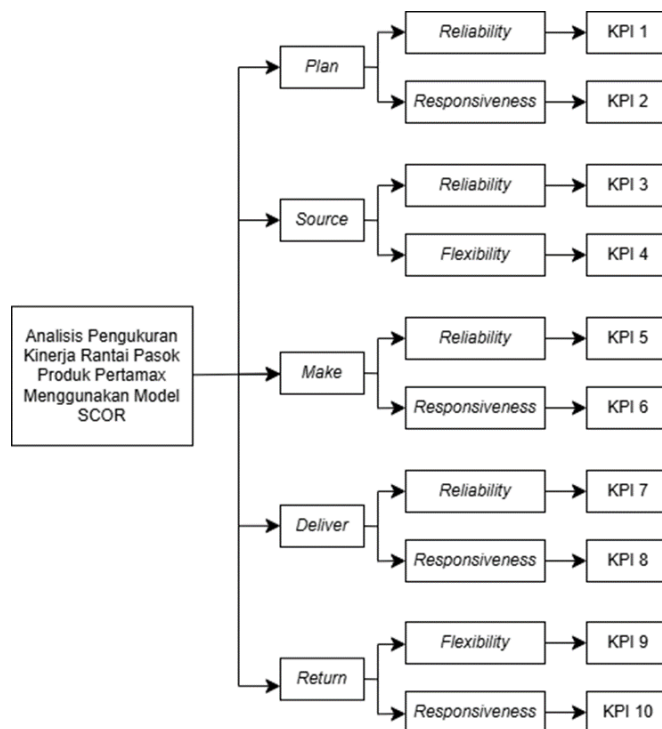 Reliability
KPI 1
Plan
Responsiveness
KPI 2
Reliability
KPI 3
Source
Flexibility
KPI 4
Analisis Pengukuran
Kinerja Rantai Pasok
Produk Pertamax
Menggunakan Model
SCOR
Reliability
KPI 5
Make
Responsiveness
KPI 6
Reliability
KPI 7
Deliver
Responsiveness
KPI 8
Flexibility
KPI 9
Return
Responsiveness
KPI 10